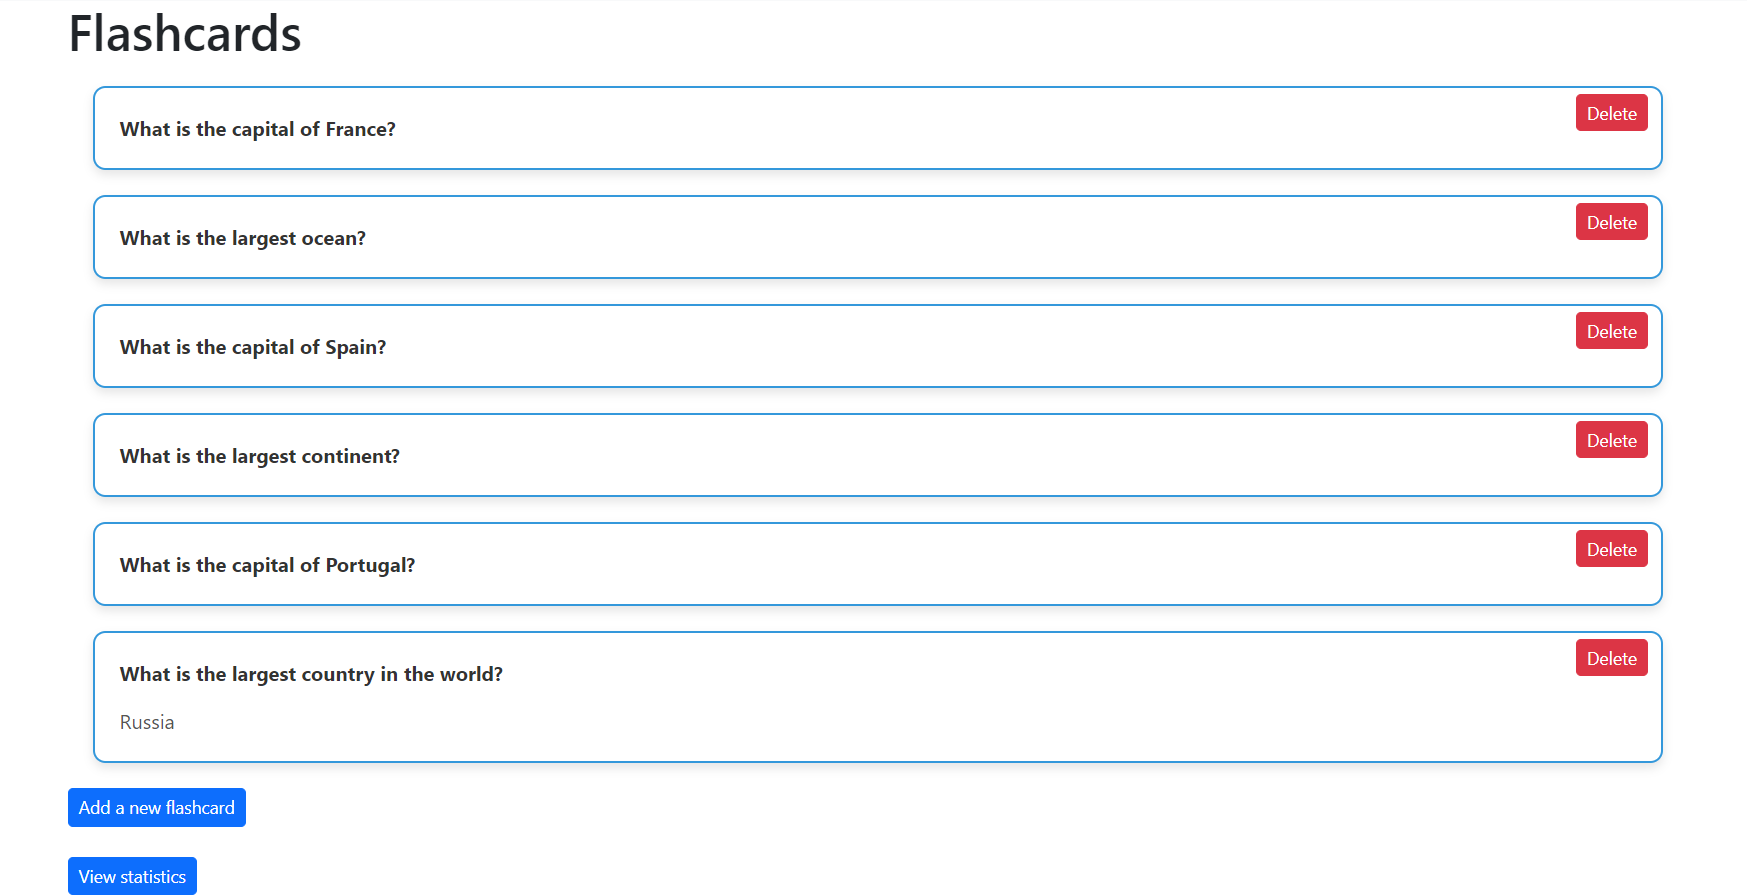 Flashcards
What is the capital of France?
Delete
What is the largest ocean?
Delete
What is the capital of Spain?
Delete
What is the largest continent?
Delete
What is the capital of Portugal?
Delete
What is the largest country in the world?
Delete
Russia
Add a new flashcard
View statistics